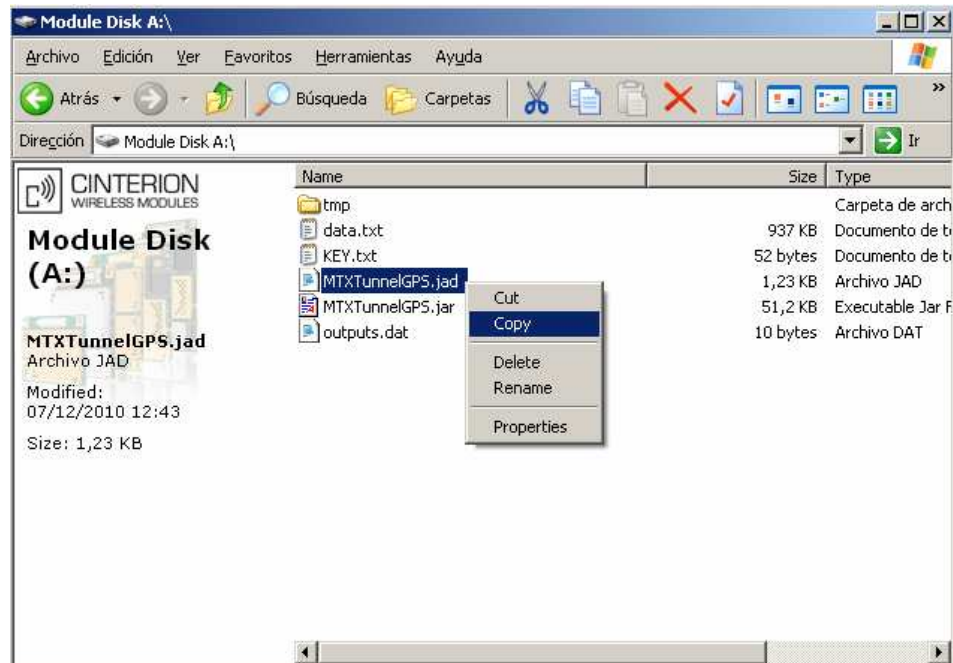 Module Disk A:\
Archivo Edición Ver Favoritos Herramientas Ayuda
Atrás Búsqueda Carpetas »
Dirección Module Disk A:\ Ir
CINTERION
WIRELESS MODULES
Module Disk
(A:)
MTXTunnelGPS.jad
Archivo JAD
Modified:
07/12/2010 12:43
Size: 1,23 KB
Name Size Type
tmp Carpeta de arch
data.txt 937 KB Documento de t
KEY.txt 52 bytes Documento de t
MTXTunnelGPS.jad 1,23 KB Archivo JAD
MTXTunnelGPS.jar 51,2 KB Executable Jar F
outputs.dat 10 bytes Archivo DAT
Cut
Copy
Delete
Rename
Properties